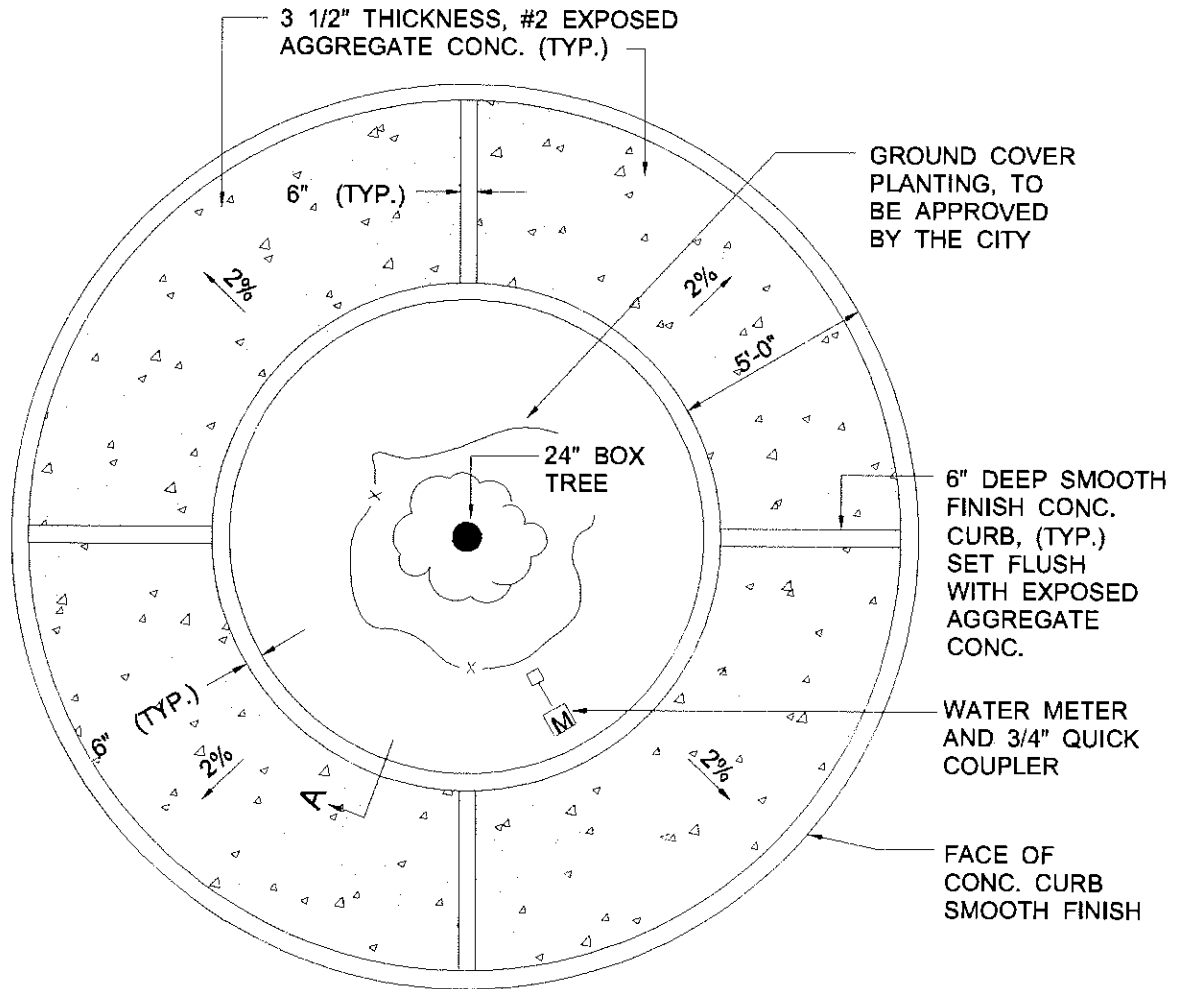 3 1/2" THICKNESS, #2 EXPOSED
AGGREGATE CONC. (TYP.)
6" (TYP.)
GROUND COVER
PLANTING, TO
BE APPROVED
BY THE CITY
2%
2%
5'-0"
24" BOX
TREE
6" DEEP SMOOTH
FINISH CONC.
CURB, (TYP.)
SET FLUSH
WITH EXPOSED
AGGREGATE
CONC.
X
X
6" (TYP.)
2%
A
M
2%
WATER METER
AND 3/4" QUICK
COUPLER
FACE OF
CONC. CURB
SMOOTH FINISH